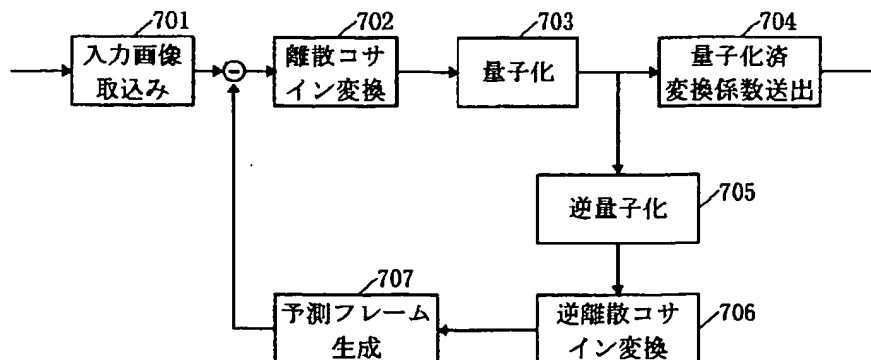 701
入力画像
取込み
702
離散コサ
イン変換
703
量子化
704
量子化済
変換係数送出
705
逆量子化
706
逆離散コサ
イン変換
707
予測フレーム
生成